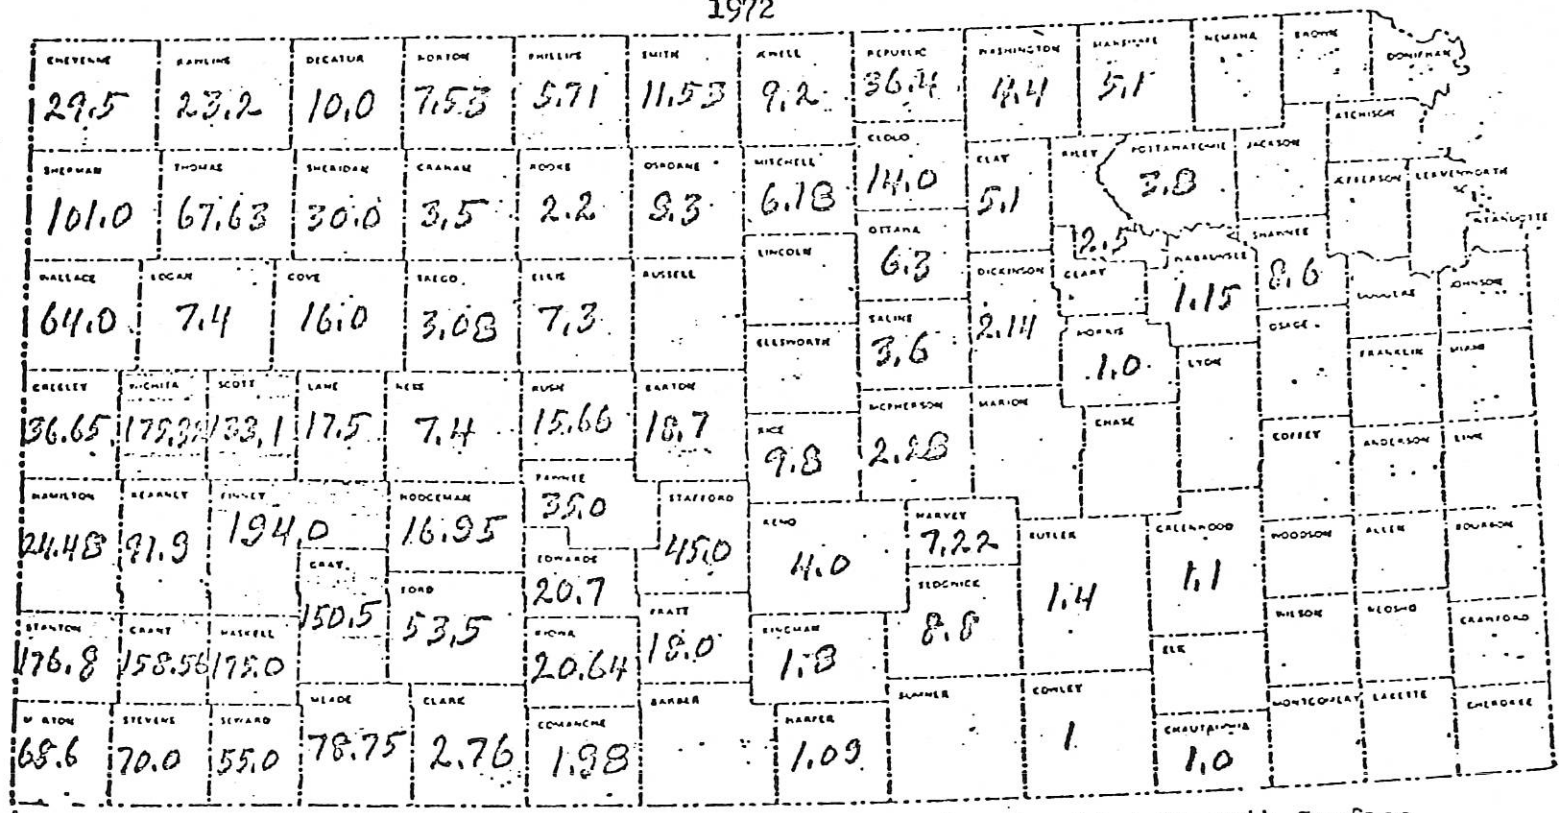 1972
CHEYENNE RAWLINS DECATUR NORTON PHILLIPS SMITH JEWELL REPUBLIC WASHINGTON MARSHALL NEMAHA BROWN DONIPHAN
29.5 23.2 10.0 7.53 5.71 11.53 9.2 36.4 4.4 5.1
ATCHISON
CLOUD
SHERMAN THOMAS SHERIDAN GRAHAM ROOKS OSBORNE MITCHELL CLAY RILEY POTTAWATOMIE JACKSON JEFFERSON LEAVENWORTH
101.0 67.63 30.0 3.5 2.2 8.3 6.18 14.0 5.1 3.8
WYANDOTTE
OTTAWA SHAWNEE
6.3 2.5 8.6
WALLACE LOGAN GOVE TREGO ELLIS RUSSELL LINCOLN DICKINSON GEARY WABAUNSEE DOUGLAS JOHNSON
64.0 7.4 16.0 3.08 7.3 2.14 1.15
SALINE MORRIS OSAGE
3.6 1.0
ELLSWORTH LYON FRANKLIN MIAMI
GREELEY WICHITA SCOTT LANE NESS RUSH BARTON MCPHERSON MARION CHASE
36.65 133.1 17.5 7.4 15.66 18.7 2.28
RICE COFFEY ANDERSON LINN
9.8
HAMILTON KEARNEY FINNEY HODGEMAN PAWNEE STAFFORD
24.48 91.9 194.0 16.95 35.0 45.0
RENO HARVEY BUTLER GREENWOOD WOODSON ALLEN BOURBON
4.0 7.22 1.4 1.1
GRAY FORD EDWARDS SEDGWICK
150.5 53.5 20.7 8.8
STANTON GRANT HASKELL KIOWA PRATT KINGMAN ELK WILSON NEOSHO CRAWFORD
176.8 158.56 175.0 20.64 18.0 1.8
MORTON STEVENS SEWARD MEADE CLARK COMANCHE BARBER HARPER SUMNER COWLEY CHAUTAUQUA MONTGOMERY LABETTE CHEROKEE
68.6 70.0 55.0 78.75 2.76 1.98 1.09 1 1.0